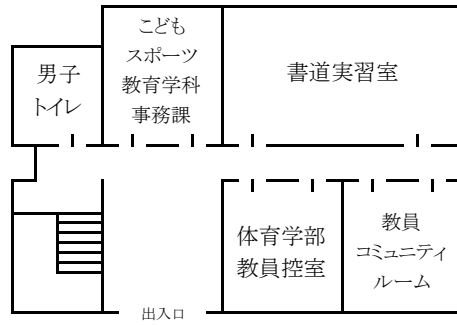 男子
トイレ
こども
スポーツ
教育学科
事務課
書道実習室
体育学部
教員控室
教員
コミュニティ
ルーム
出入口